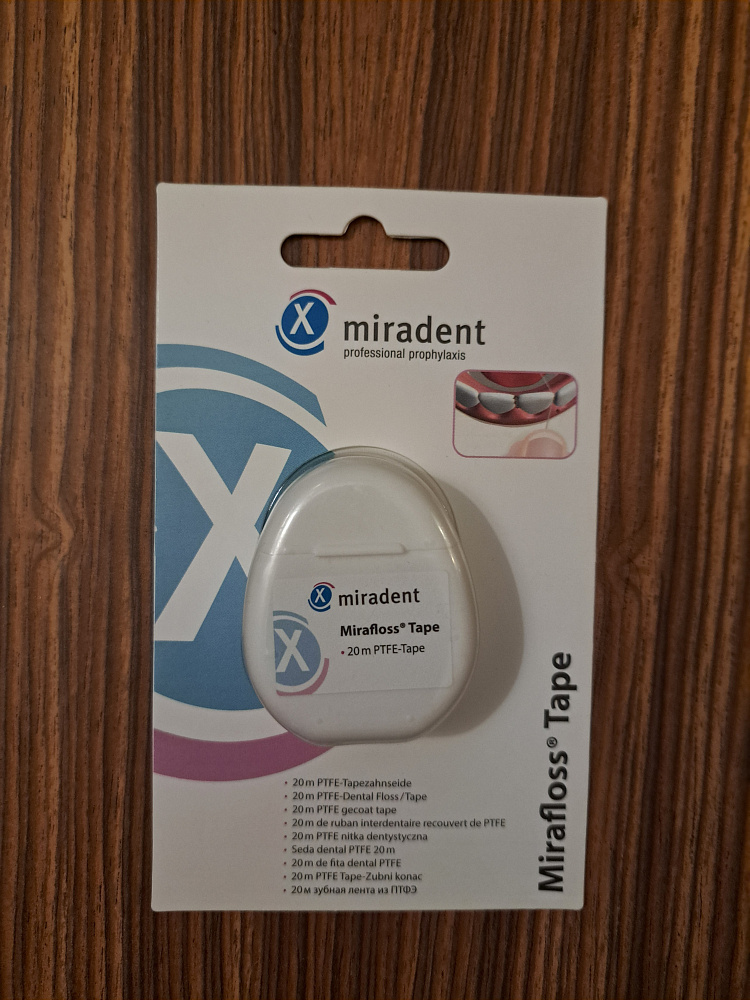 X
miradent
professional prophylaxis
X
X miradent
Mirafloss® Tape
X
• 20 m PTFE-Tape
Mirafloss® Tape
• 20 m PTFE-Tapezahnseide
• 20 m PTFE-Dental Floss/Tape
• 20 m PTFE gecoat tape
• 20 m de ruban interdentaire recouvert de PTFE
• 20 m PTFE nitka dentystyczna
• Seda dental PTFE 20 m
• 20 m de fita dental PTFE
• 20 m PTFE Tape-Zubni konac
• 20 м зубная лента из ПТФЭ